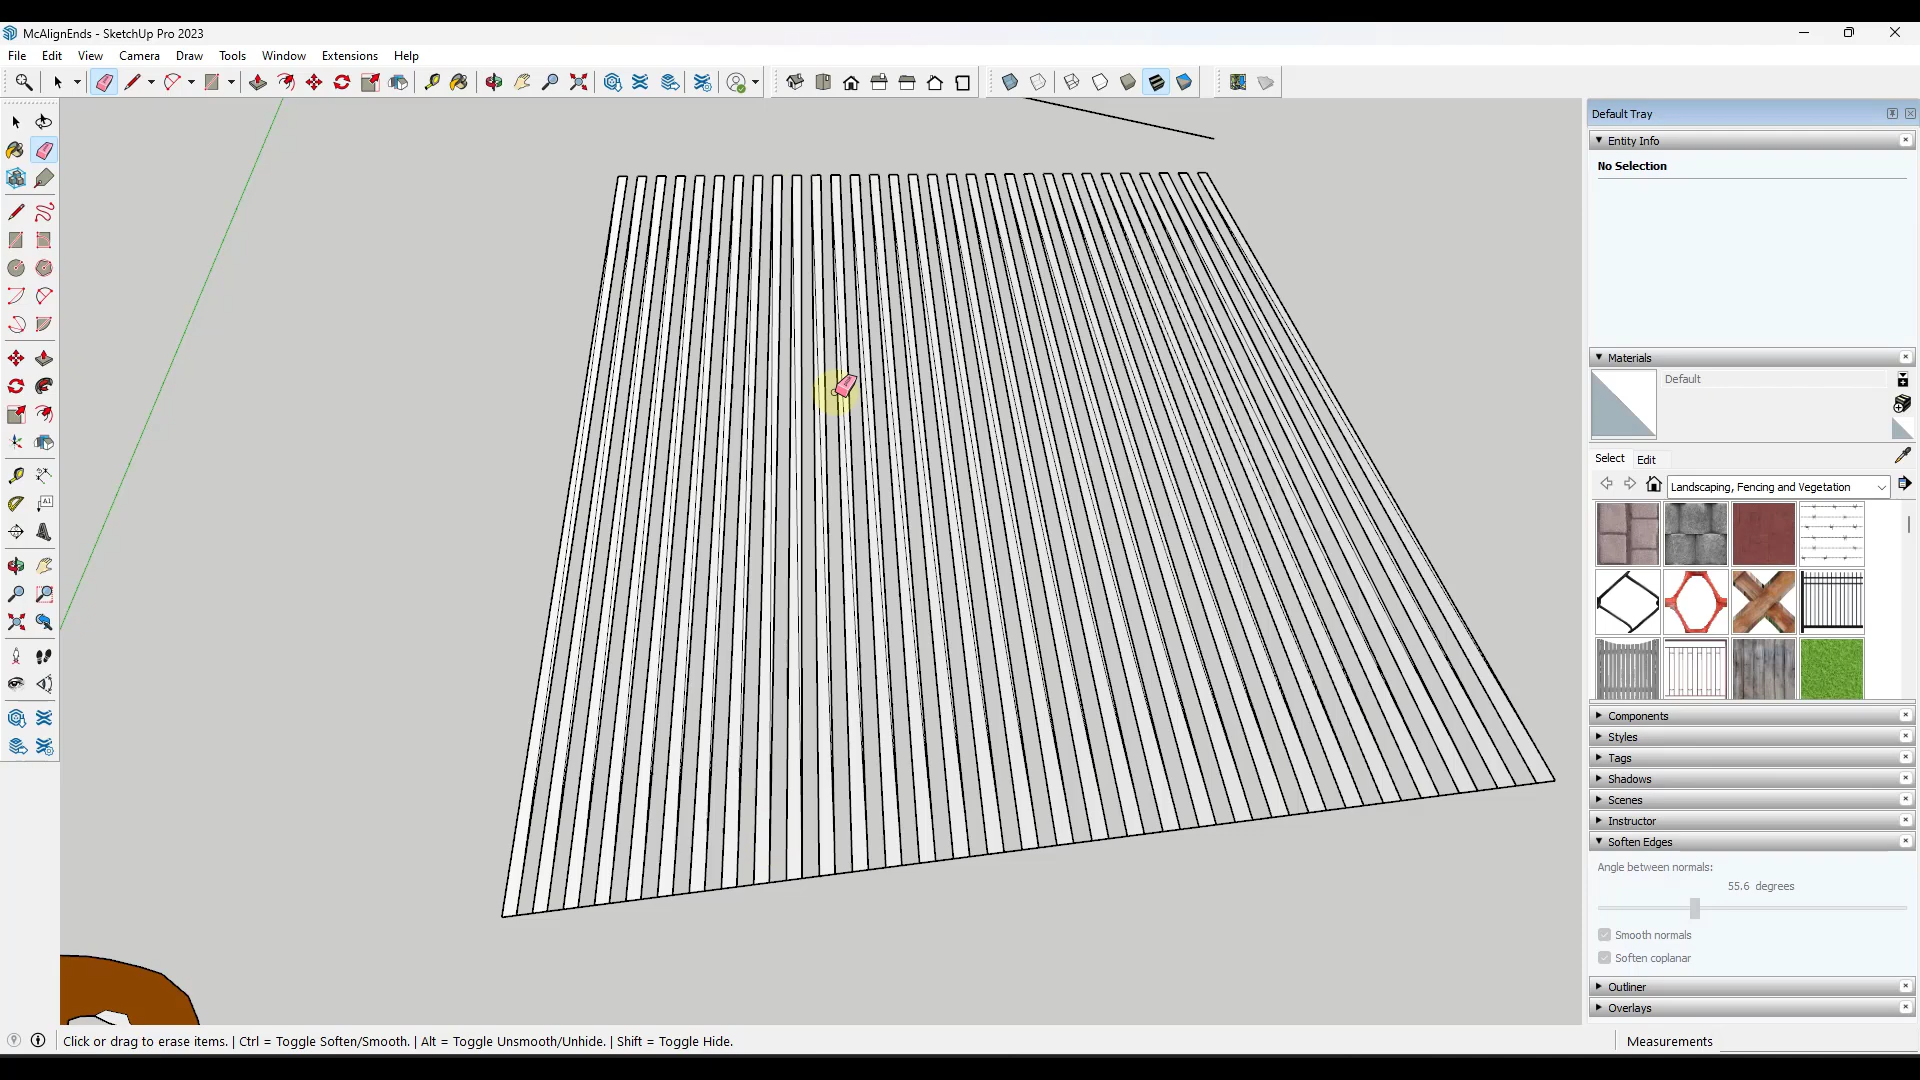 McAlignEnds - SketchUp Pro 2023
File Edit View Camera Draw Tools Window Extensions Help
Default Tray
Entity Info
No Selection
Materials
Default
Select Edit
Landscaping, Fencing and Vegetation
Components
Styles
Tags
Shadows
Scenes
Instructor
Soften Edges
Angle between normals:
55.6 degrees
Smooth normals
Soften coplanar
Outliner
Overlays
Click or drag to erase items. | Ctrl = Toggle Soften/Smooth. | Alt = Toggle Unsmooth/Unhide. | Shift = Toggle Hide.
Measurements